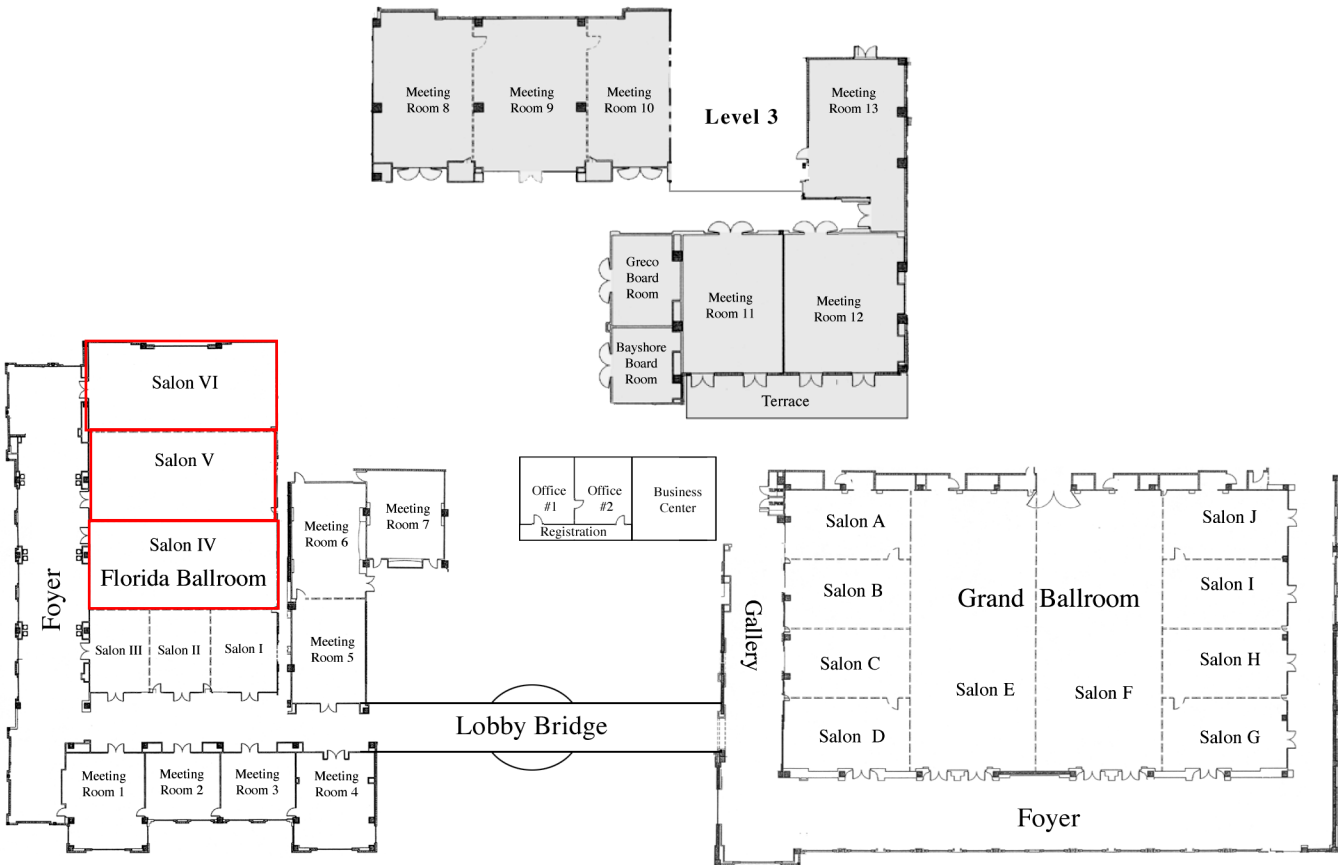 Meeting
Room 8
Meeting
Room 9
Meeting
Room 10
Level 3
Meeting
Room 13
Greco
Board
Room
Meeting
Room 11
Meeting
Room 12
Bayshore
Board
Room
Terrace
Salon VI
Salon V
Salon IV
Florida Ballroom
Foyer
Salon III
Salon II
Salon I
Meeting
Room 6
Meeting
Room 7
Meeting
Room 5
Office
#1
Office
#2
Registration
Business
Center
Gallery
Salon A
Salon B
Salon C
Salon D
Grand Ballroom
Salon E
Salon F
Salon J
Salon I
Salon H
Salon G
Lobby Bridge
Meeting
Room 1
Meeting
Room 2
Meeting
Room 3
Meeting
Room 4
Foyer